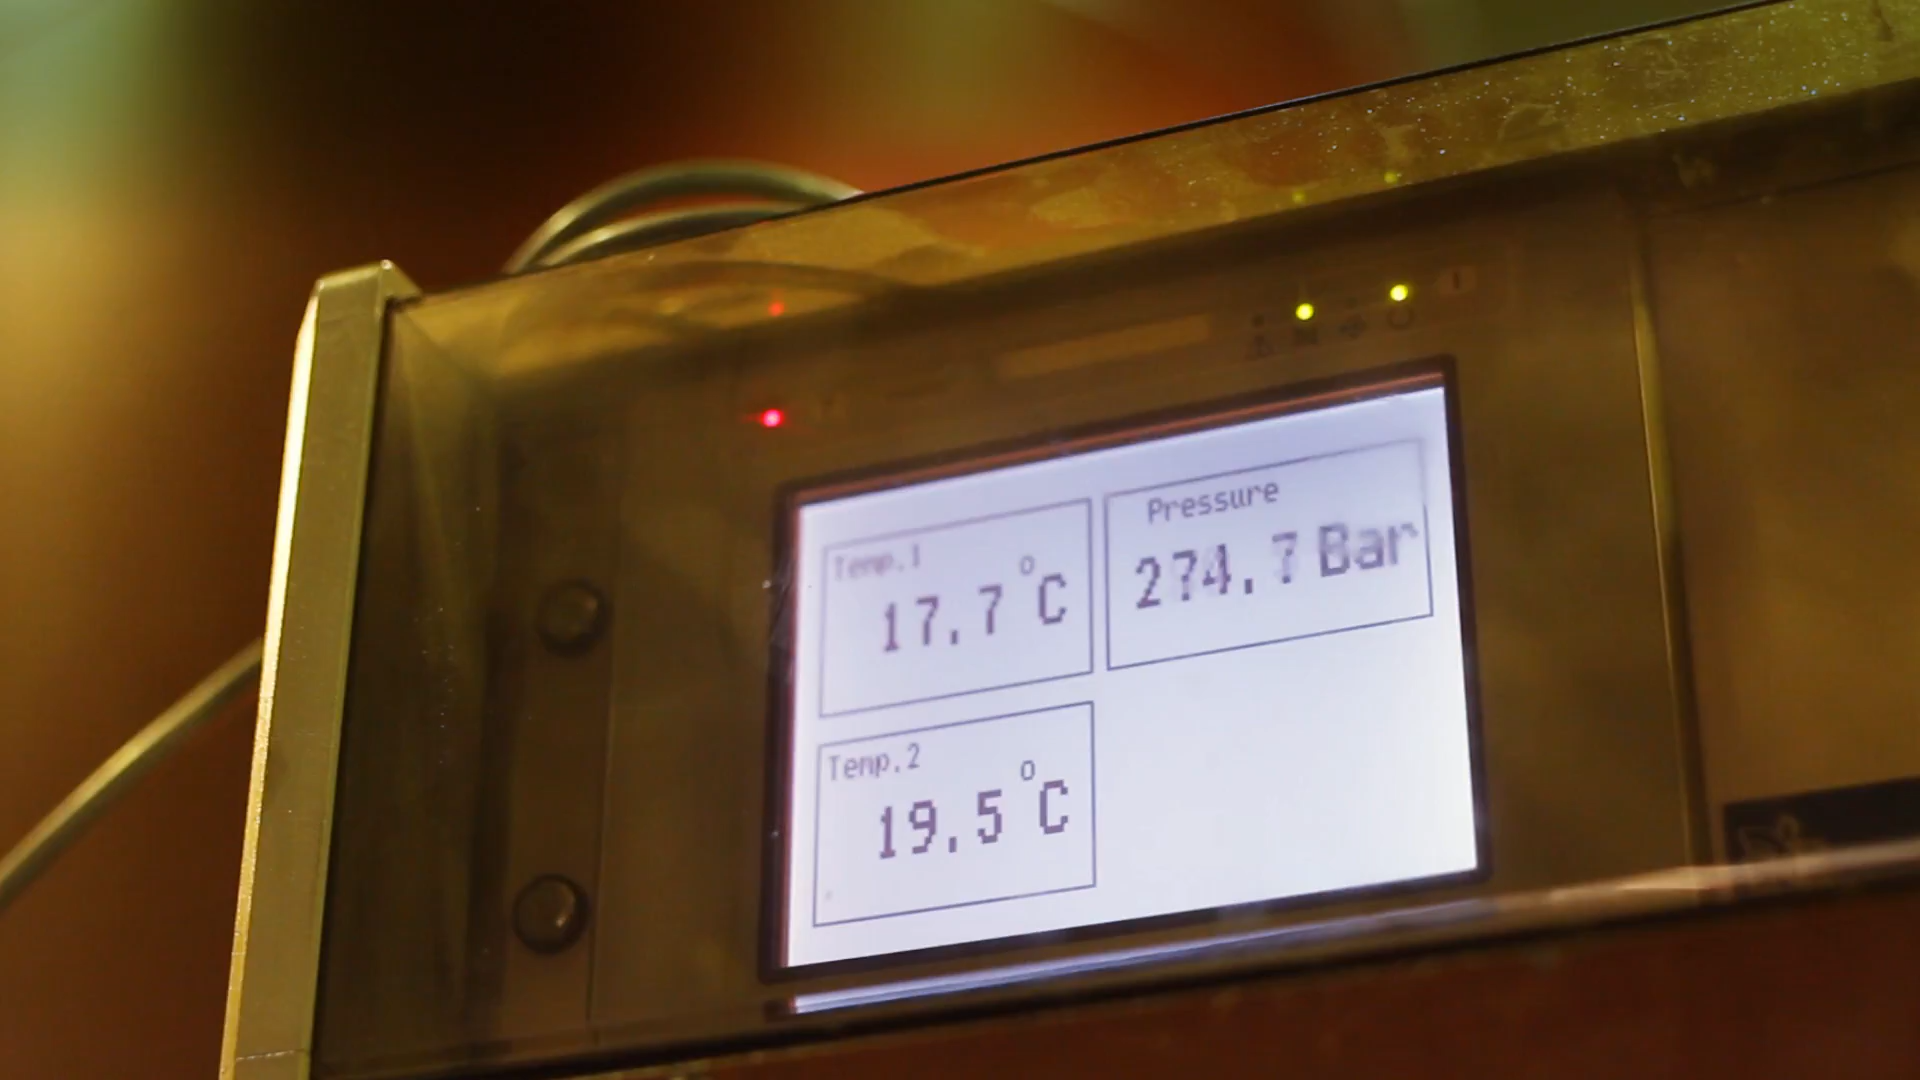 Temp.1
17.7 °C
Pressure
274.7 Bar
Temp.2
19.5 °C